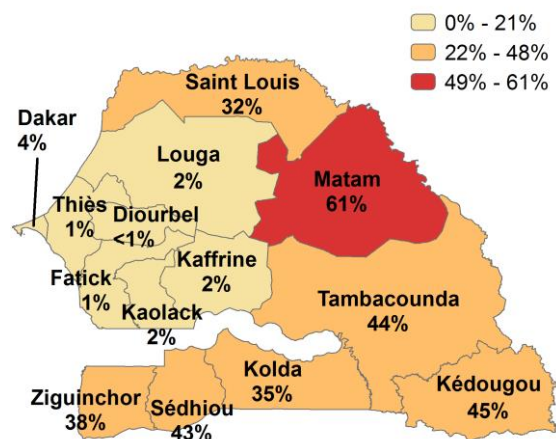 0% - 21%
22% - 48%
49% - 61%
Saint Louis
32%
Dakar
4%
Louga
2%
Matam
61%
Thiès
1%
Diourbel
<1%
Kaffrine
2%
Fatick
1%
Kaolack
2%
Tambacounda
44%
Kolda
35%
Kédougou
45%
Ziguinchor
38%
Sédhiou
43%